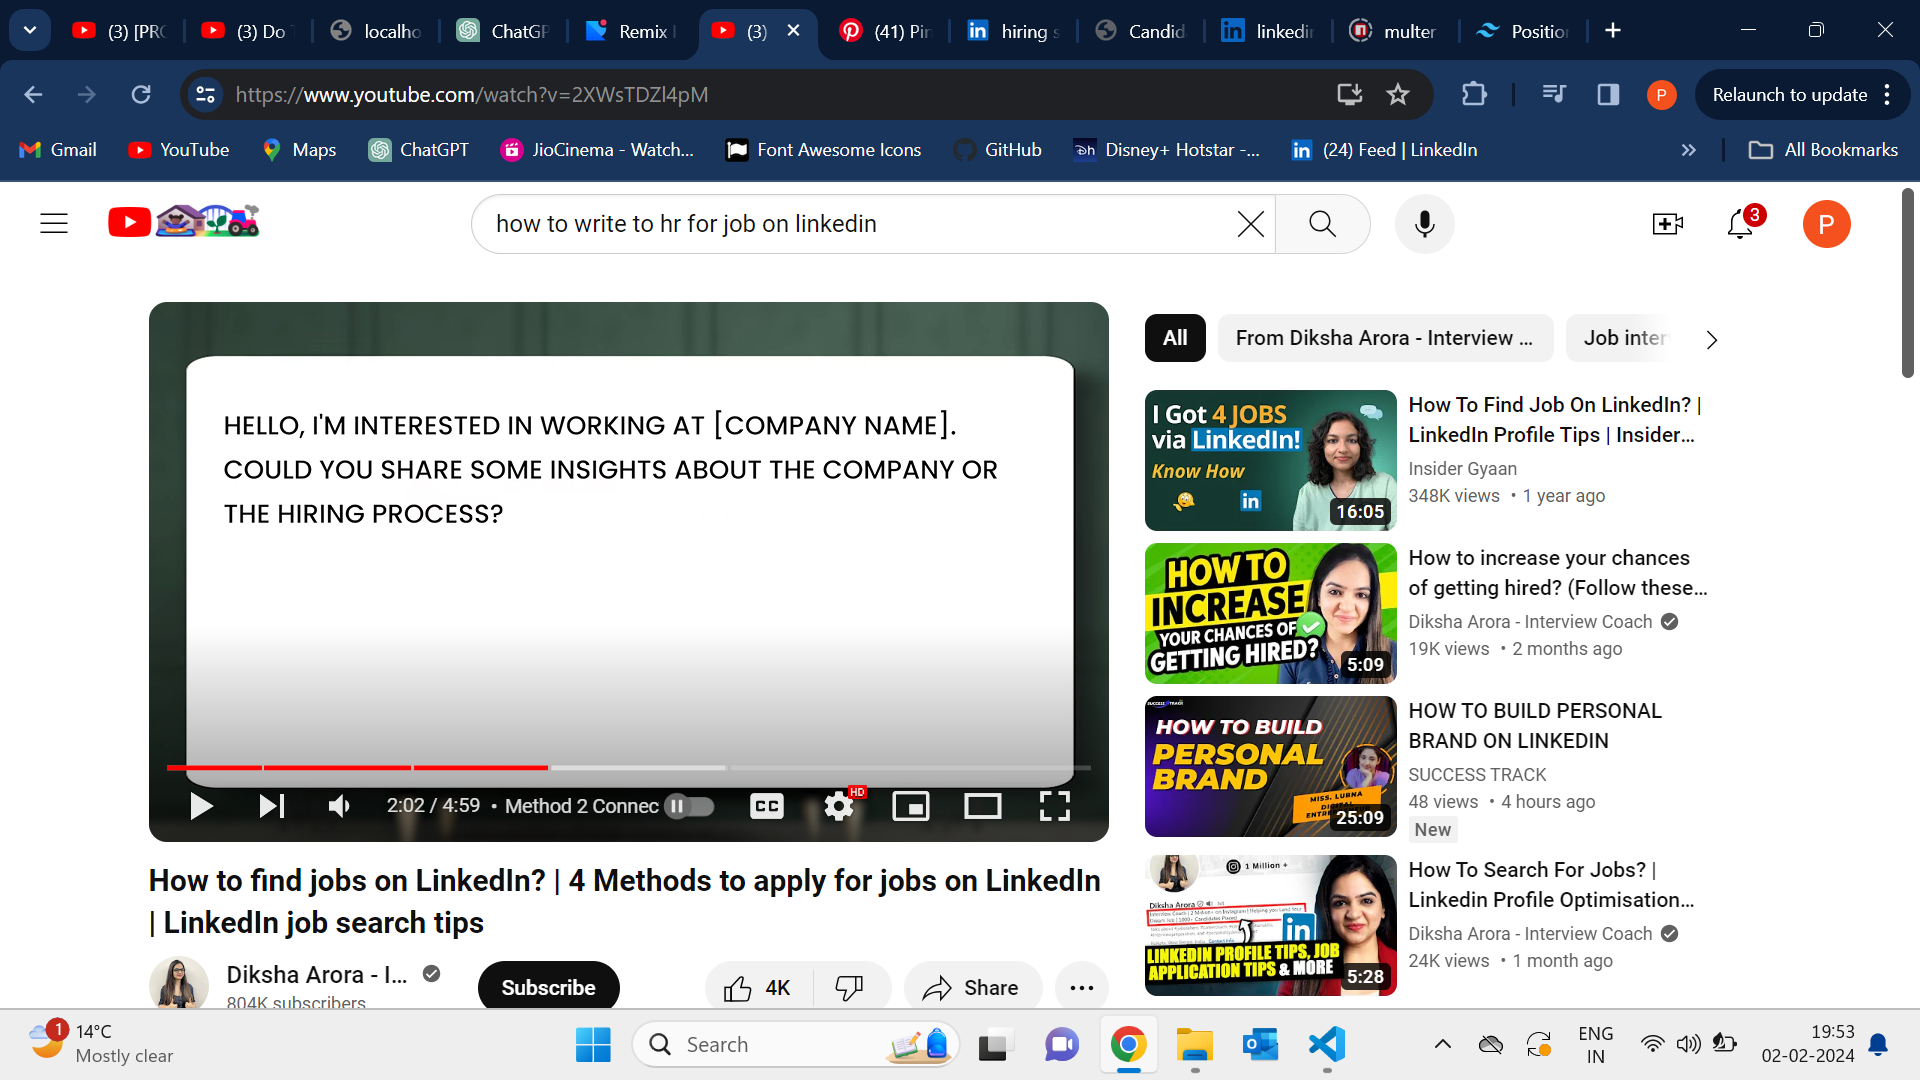 (3) [PRO
(3) Do T
localho
ChatGP
Remix I
(3)
(41) Pin
hiring s
Candid
linkedin
multer
Position
https://www.youtube.com/watch?v=2XWsTDZl4pM
P
Relaunch to update
Gmail
YouTube
Maps
ChatGPT
JioCinema - Watch...
Font Awesome Icons
GitHub
Disney+ Hotstar -...
(24) Feed | LinkedIn
All Bookmarks
how to write to hr for job on linkedin
3
P
HELLO, I'M INTERESTED IN WORKING AT [COMPANY NAME].
COULD YOU SHARE SOME INSIGHTS ABOUT THE COMPANY OR
THE HIRING PROCESS?
2:02 / 4:59 • Method 2 Connec
CC
HD
How to find jobs on LinkedIn? | 4 Methods to apply for jobs on LinkedIn
| LinkedIn job search tips
Diksha Arora - I...
804K subscribers
Subscribe
4K
Share
All
From Diksha Arora - Interview ...
Job inter
I Got 4 JOBS
via LinkedIn!
Know How
in
16:05
How To Find Job On LinkedIn? |
LinkedIn Profile Tips | Insider...
Insider Gyaan
348K views • 1 year ago
HOW TO
INCREASE
YOUR CHANCES OF
GETTING HIRED?
5:09
How to increase your chances
of getting hired? (Follow these...
Diksha Arora - Interview Coach
19K views • 2 months ago
SUCCESS TRACK
HOW TO BUILD
PERSONAL
BRAND
MISS. LUBNA
25:09
HOW TO BUILD PERSONAL
BRAND ON LINKEDIN
SUCCESS TRACK
48 views • 4 hours ago
New
1 Million +
Diksha Arora
in
LINKEDIN PROFILE TIPS, JOB
APPLICATION TIPS & MORE
5:28
How To Search For Jobs? |
Linkedin Profile Optimisation...
Diksha Arora - Interview Coach
24K views • 1 month ago
1
14°C
Mostly clear
Search
ENG
IN
19:53
02-02-2024